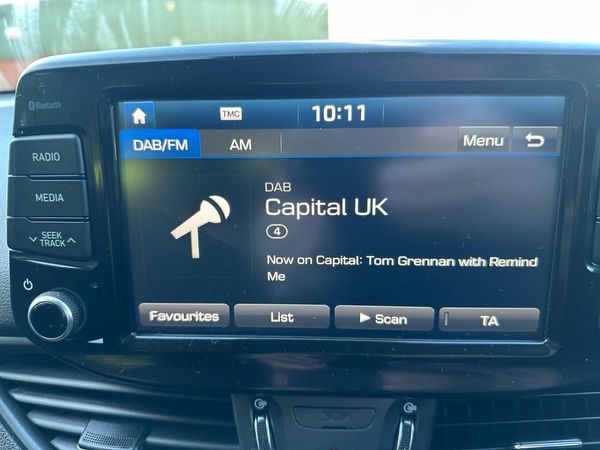 Bluetooth
TMC
10:11
DAB/FM
AM
Menu
RADIO
MEDIA
SEEK
TRACK
DAB
Capital UK
4
Now on Capital: Tom Grennan with Remind
Me
Favourites
List
Scan
TA